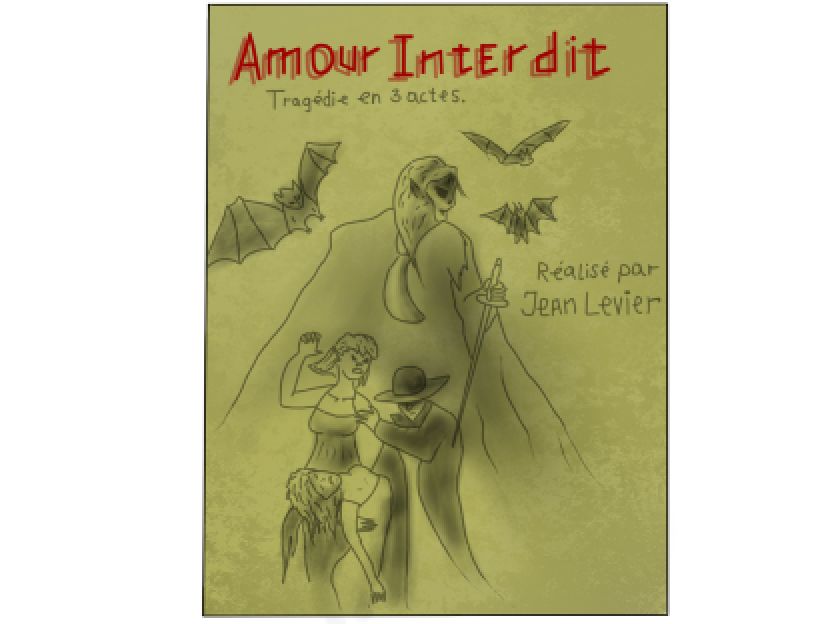 Amour Interdit
Tragédie en 3 actes.
Réalisé par
Jean Levier